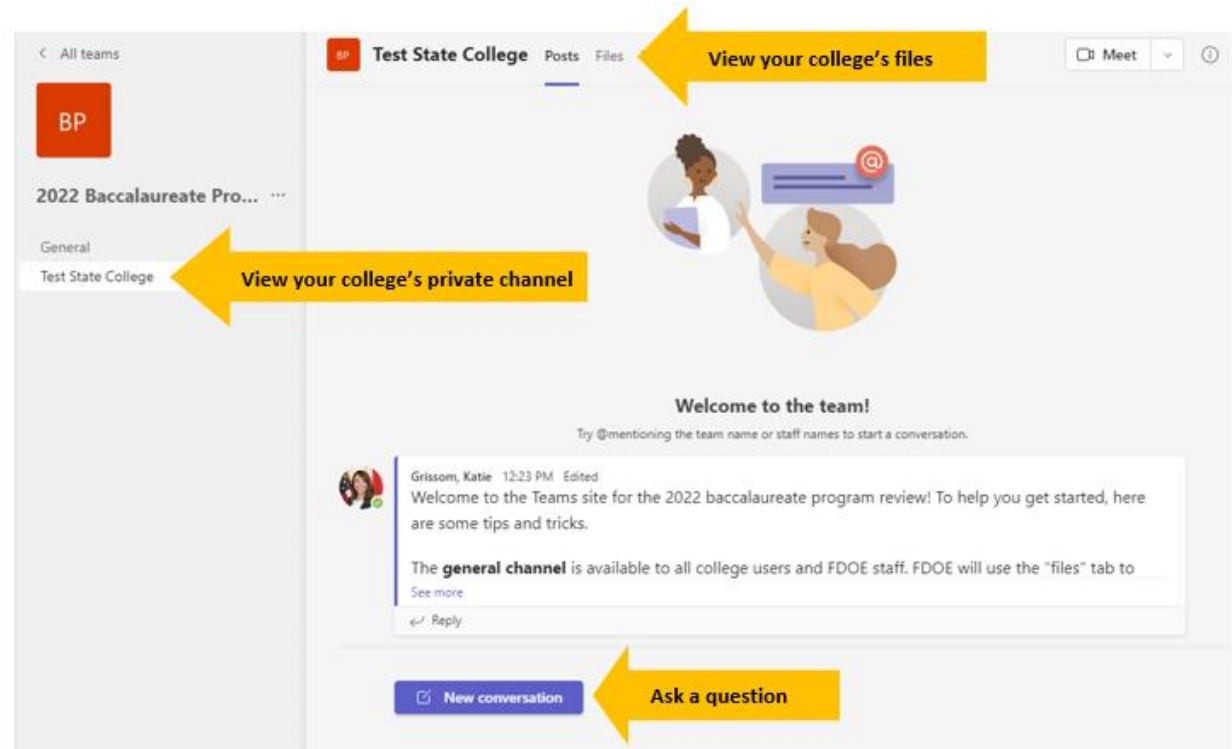 All teams
BP
2022 Baccalaureate Pro... ...
General
Test State College
View your college's private channel
BP Test State College Posts Files
View your college's files
Meet
@
Welcome to the team!
Try @mentioning the team name or staff names to start a conversation.
Grissom, Katie 12:23 PM Edited
Welcome to the Teams site for the 2022 baccalaureate program review! To help you get started, here
are some tips and tricks.
The general channel is available to all college users and FDOE staff. FDOE will use the "files" tab to
See more
Reply
New conversation
Ask a question